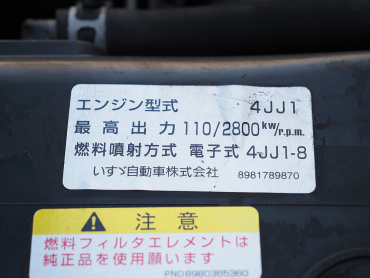 エンジン型式 4JJ1
最高出力 110/2800kw/r.p.m.
燃料噴射方式 電子式 4JJ1-8
いすゞ自動車株式会社 8981789870
注意
燃料フィルタエレメントは
純正品を使用願います
PNO8980365360